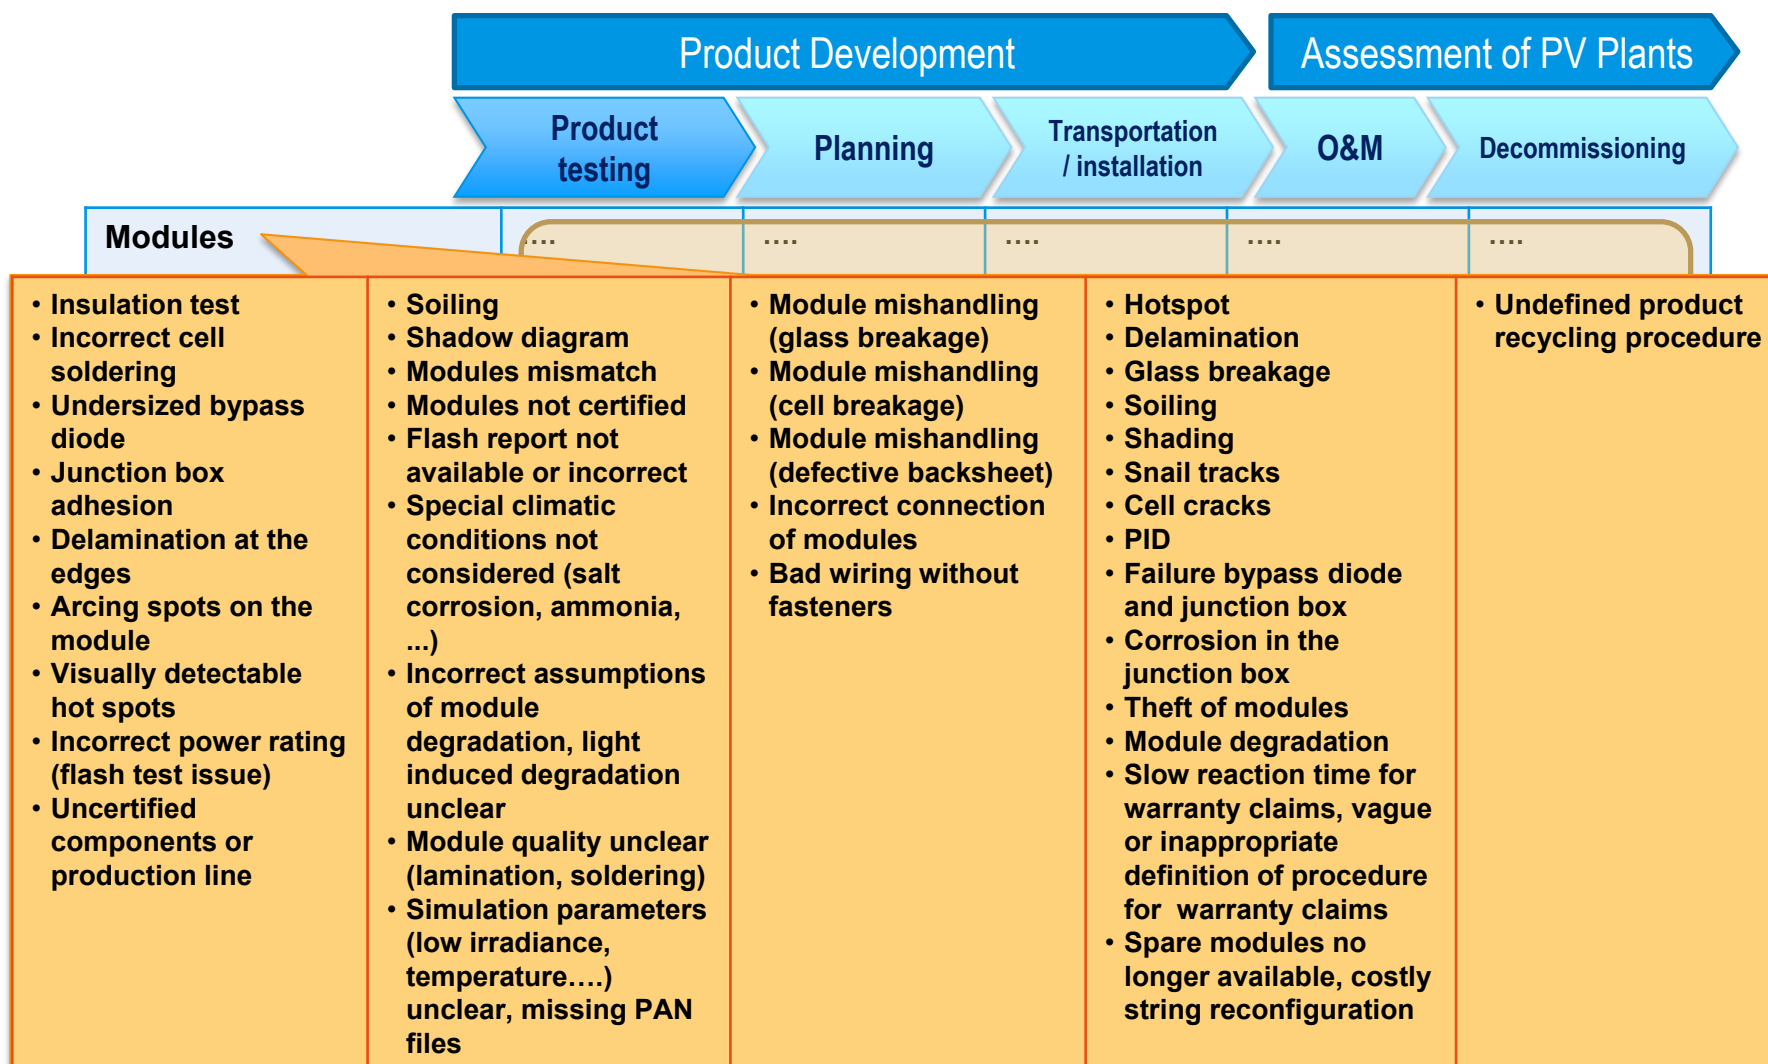 Product Development
Assessment of PV Plants
Product
testing
Planning
Transportation
/ installation
O&M
Decommissioning
Modules
....
....
....
....
....
• Insulation test
• Incorrect cell
soldering
• Undersized bypass
diode
• Junction box
adhesion
• Delamination at the
edges
• Arcing spots on the
module
• Visually detectable
hot spots
• Incorrect power rating
(flash test issue)
• Uncertified
components or
production line
• Soiling
• Shadow diagram
• Modules mismatch
• Modules not certified
• Flash report not
available or incorrect
• Special climatic
conditions not
considered (salt
corrosion, ammonia,
...)
• Incorrect assumptions
of module
degradation, light
induced degradation
unclear
• Module quality unclear
(lamination, soldering)
• Simulation parameters
(low irradiance,
temperature....)
unclear, missing PAN
files
• Module mishandling
(glass breakage)
• Module mishandling
(cell breakage)
• Module mishandling
(defective backsheet)
• Incorrect connection
of modules
• Bad wiring without
fasteners
• Hotspot
• Delamination
• Glass breakage
• Soiling
• Shading
• Snail tracks
• Cell cracks
• PID
• Failure bypass diode
and junction box
• Corrosion in the
junction box
• Theft of modules
• Module degradation
• Slow reaction time for
warranty claims, vague
or inappropriate
definition of procedure
for warranty claims
• Spare modules no
longer available, costly
string reconfiguration
• Undefined product
recycling procedure